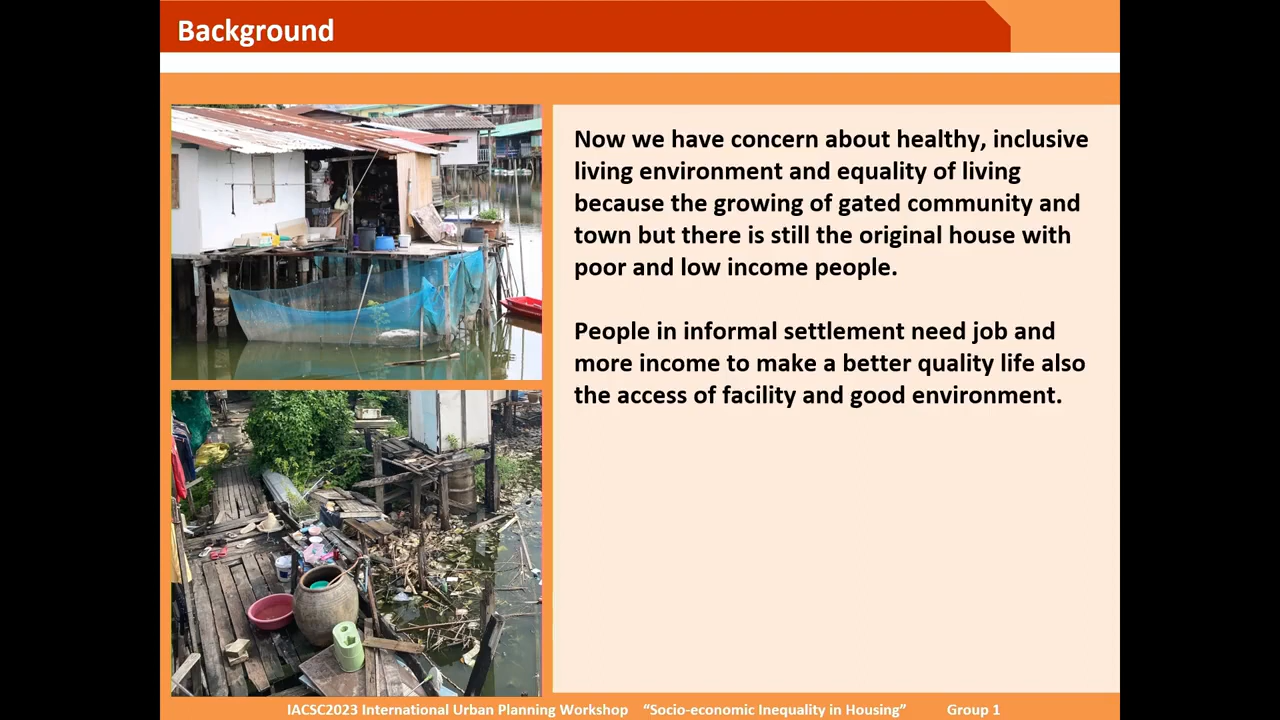 Background
Now we have concern about healthy, inclusive
living environment and equality of living
because the growing of gated community and
town but there is still the original house with
poor and low income people.
People in informal settlement need job and
more income to make a better quality life also
the access of facility and good environment.
IACSC2023 International Urban Planning Workshop “Socio-economic Inequality in Housing” Group 1